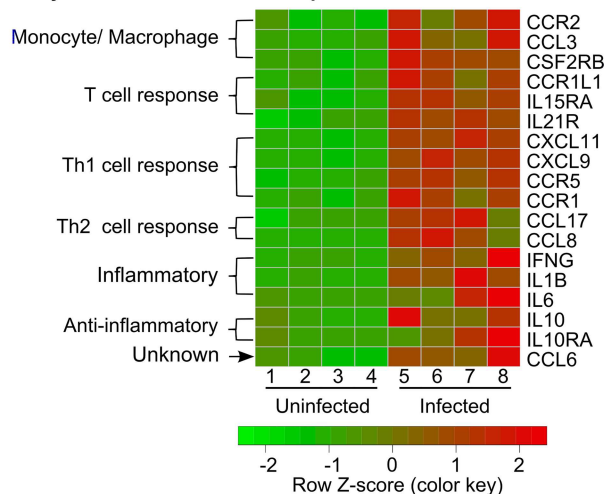 Monocyte/ Macrophage
T cell response
Th1 cell response
Th2 cell response
Inflammatory
Anti-inflammatory
Unknown
CCR2
CCL3
CSF2RB
CCR1L1
IL15RA
IL21R
CXCL11
CXCL9
CCR5
CCR1
CCL17
CCL8
IFNG
IL1B
IL6
IL10
IL10RA
CCL6
1 2 3 4 5 6 7 8
Uninfected Infected
-2 -1 0 1 2
Row Z-score (color key)